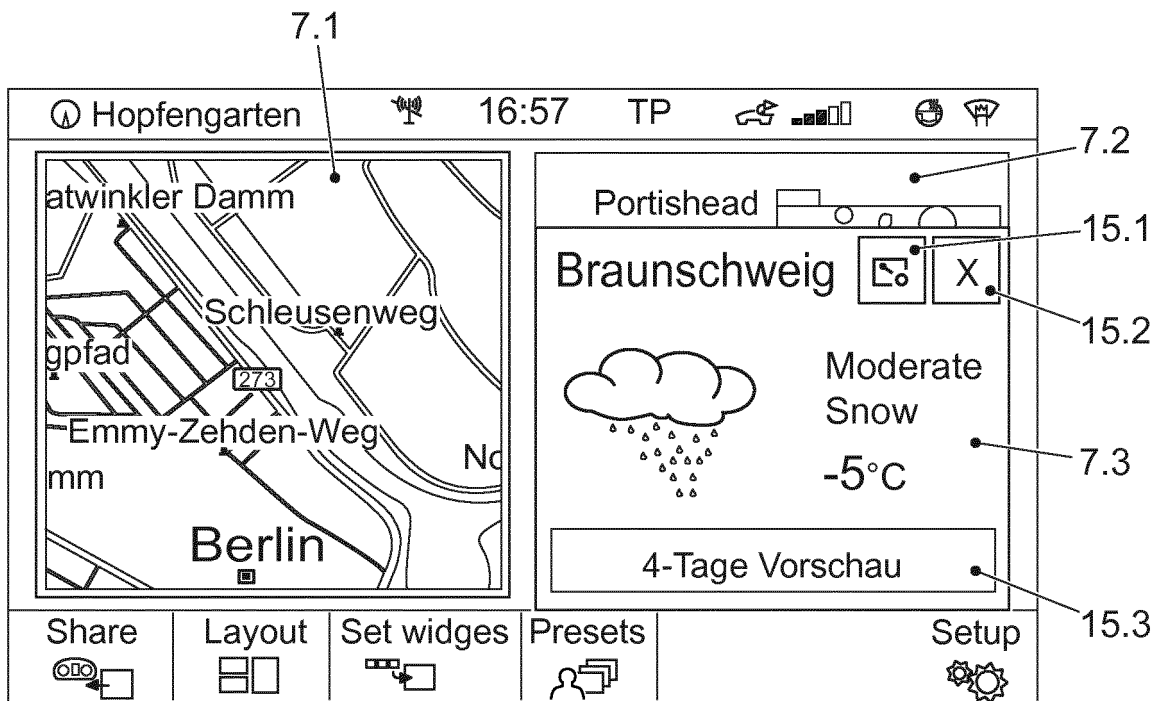 7.1
Hopfengarten 16:57 TP
7.2
atwinkler Damm
Portishead
15.1
Braunschweig X
Schleusenweg
15.2
gpfad
273
Moderate
Snow
Emmy-Zehden-Weg
No
7.3
mm
-5°C
Berlin
4-Tage Vorschau
15.3
Share Layout Set widges Presets Setup